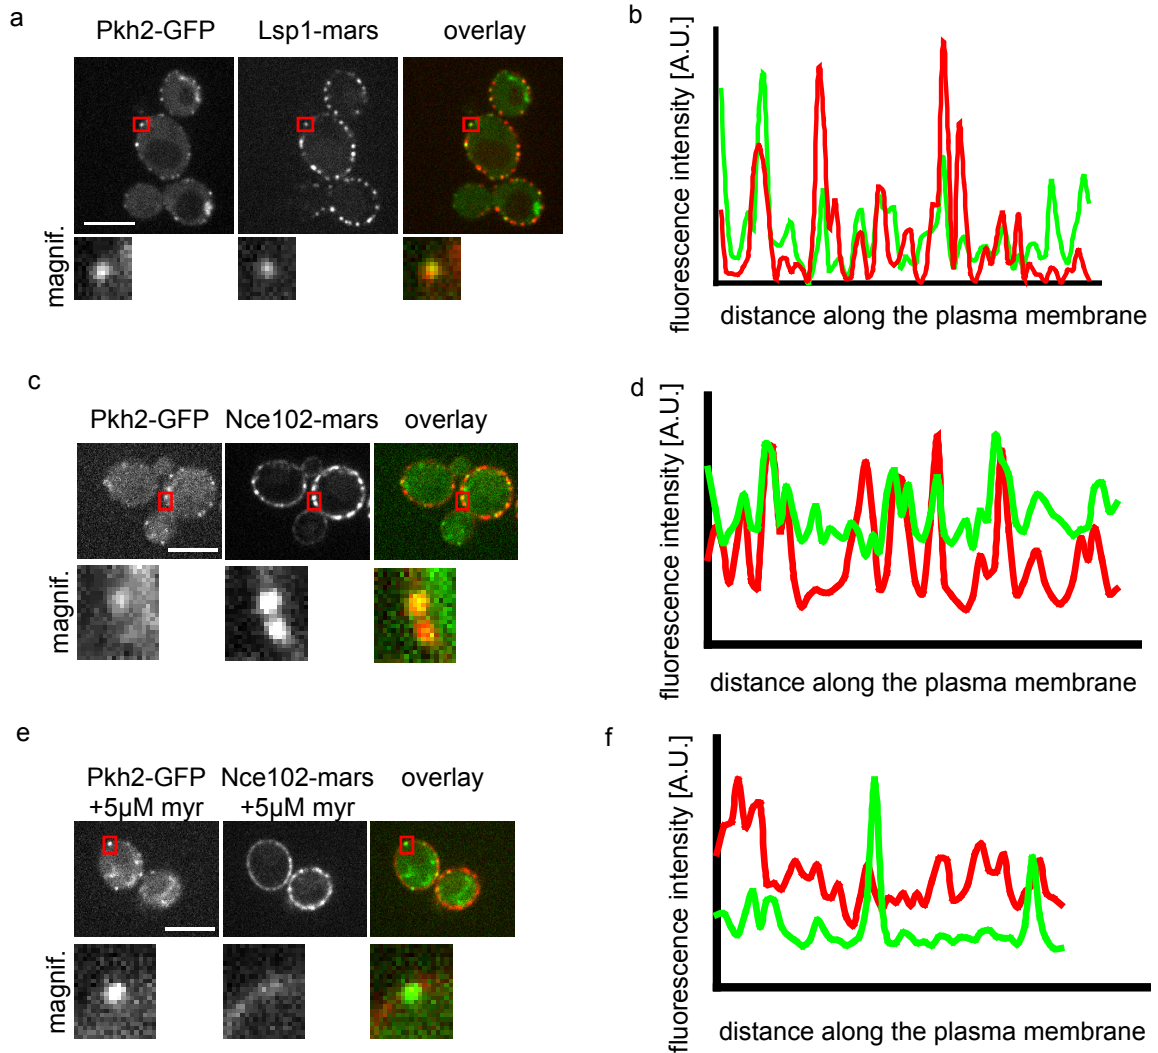 a
Pkh2-GFP Lsp1-mars overlay
magnif.
b
fluorescence intensity [A.U.]
distance along the plasma membrane
c
Pkh2-GFP Nce102-mars overlay
magnif.
d
fluorescence intensity [A.U.]
distance along the plasma membrane
e
Pkh2-GFP Nce102-mars overlay
+5µM myr +5µM myr
magnif.
f
fluorescence intensity [A.U.]
distance along the plasma membrane